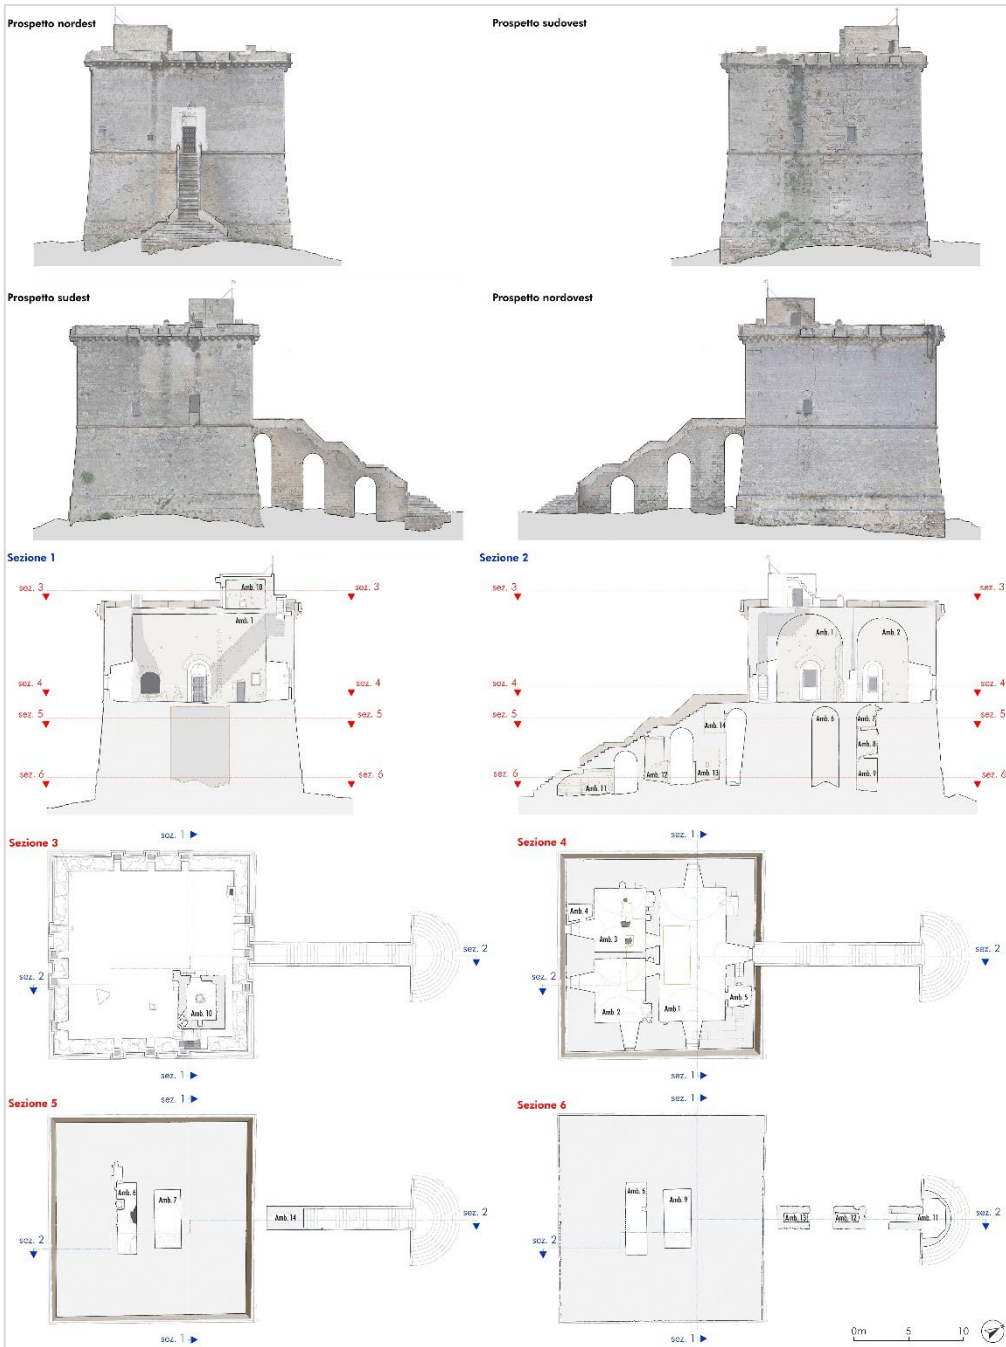 Prospetto nordest
Prospetto sudovest
Prospetto sudest
Prospetto nordovest
Sezione 1
sez. 3
sez. 3
Amb. 10
Amb. 1
sez. 4
sez. 4
sez. 5
sez. 5
sez. 6
sez. 6
Sezione 2
sez. 3
sez. 3
Amb. 1
Amb. 2
sez. 4
sez. 4
sez. 5
sez. 5
Amb. 14
Amb. 6
Amb. 7
Amb. 8
sez. 6
sez. 6
Amb. 12
Amb. 13
Amb. 9
Amb. 11
Sezione 3
sez. 1
sez. 2
sez. 2
Amb. 10
sez. 1
Sezione 4
sez. 1
Amb. 4
Amb. 3
sez. 2
sez. 2
Amb. 5
Amb. 2
Amb. 1
sez. 1
Sezione 5
sez. 1
Amb. 6
Amb. 7
Amb. 14
sez. 2
sez. 2
sez. 1
Sezione 6
sez. 1
Amb. 6
Amb. 9
Amb. 13
Amb. 12
Amb. 11
sez. 2
sez. 2
sez. 1
0m 5 10